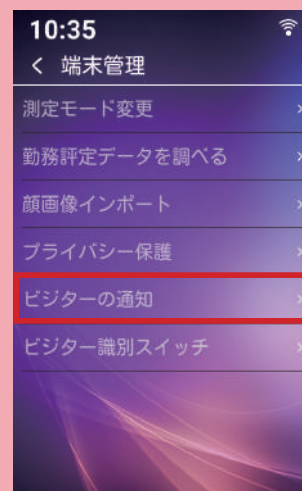 10:35
< 端末管理
測定モード変更
勤務評定データを調べる
顔画像インポート
プライバシー保護
ビジターの通知
ビジター識別スイッチ